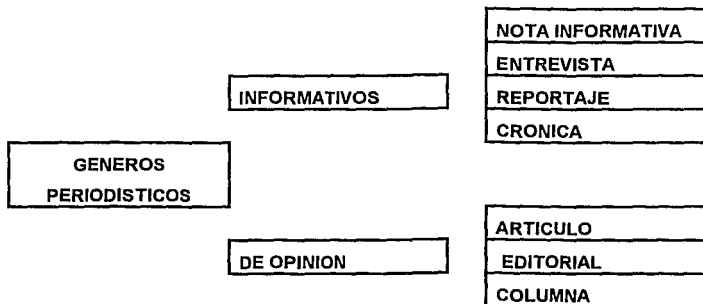 GENEROS
PERIODISTICOS
INFORMATIVOS
NOTA INFORMATIVA
ENTREVISTA
REPORTAJE
CRONICA
DE OPINION
ARTICULO
EDITORIAL
COLUMNA